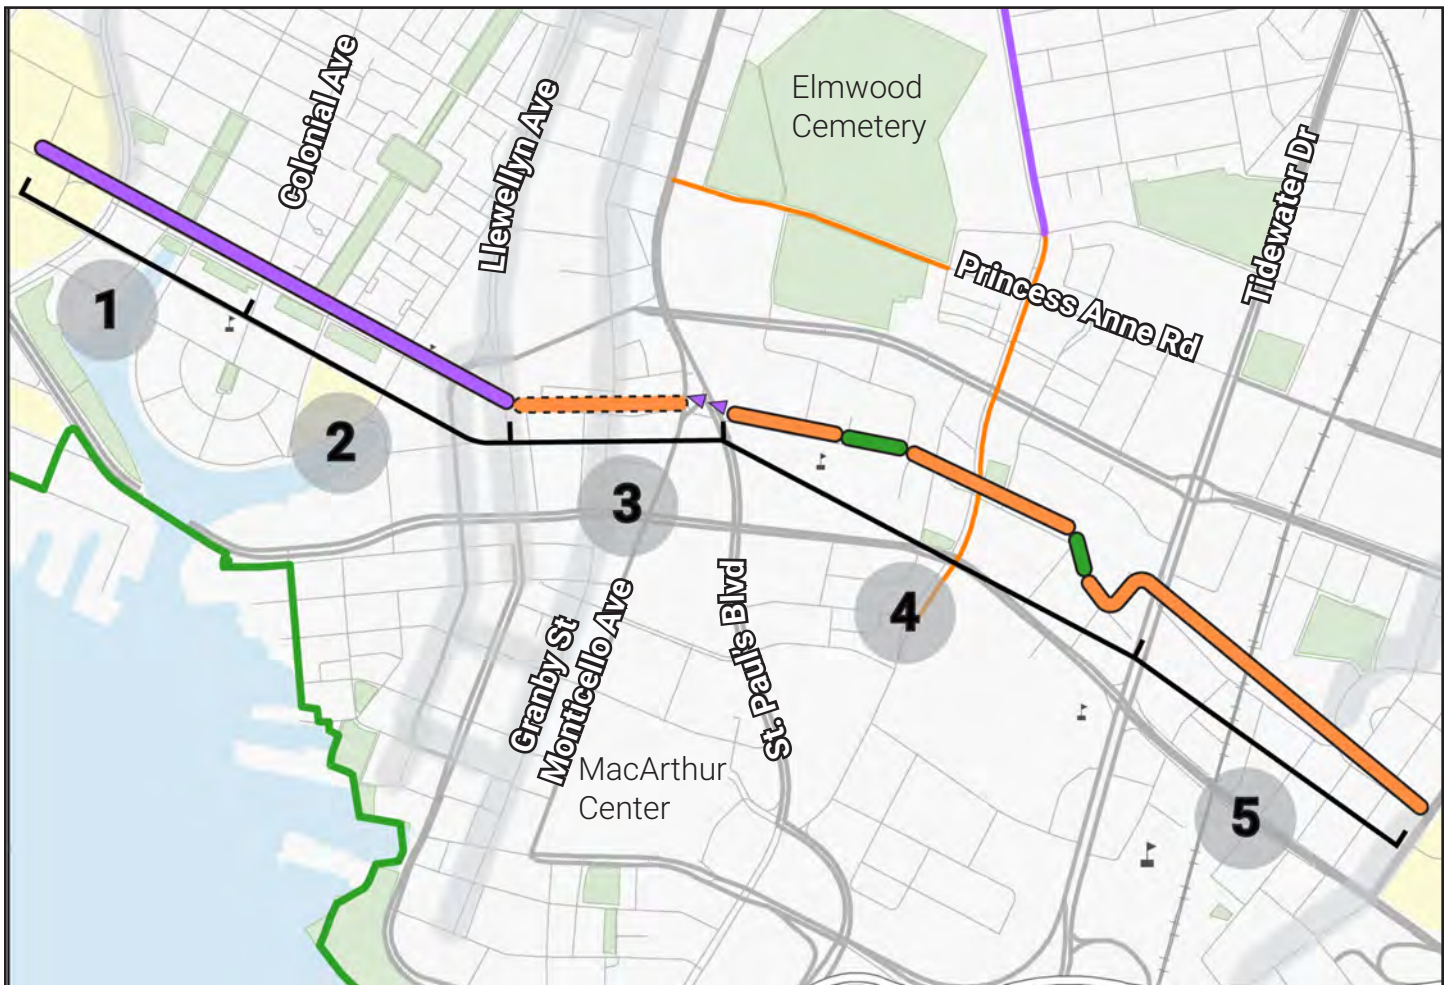 Elmwood
Cemetery
Colonial Ave
Llewellyn Ave
Tidewater Dr
Princess Anne Rd
1
2
3
4
5
Granby St
Monticello Ave
St. Paul's Blvd
MacArthur
Center